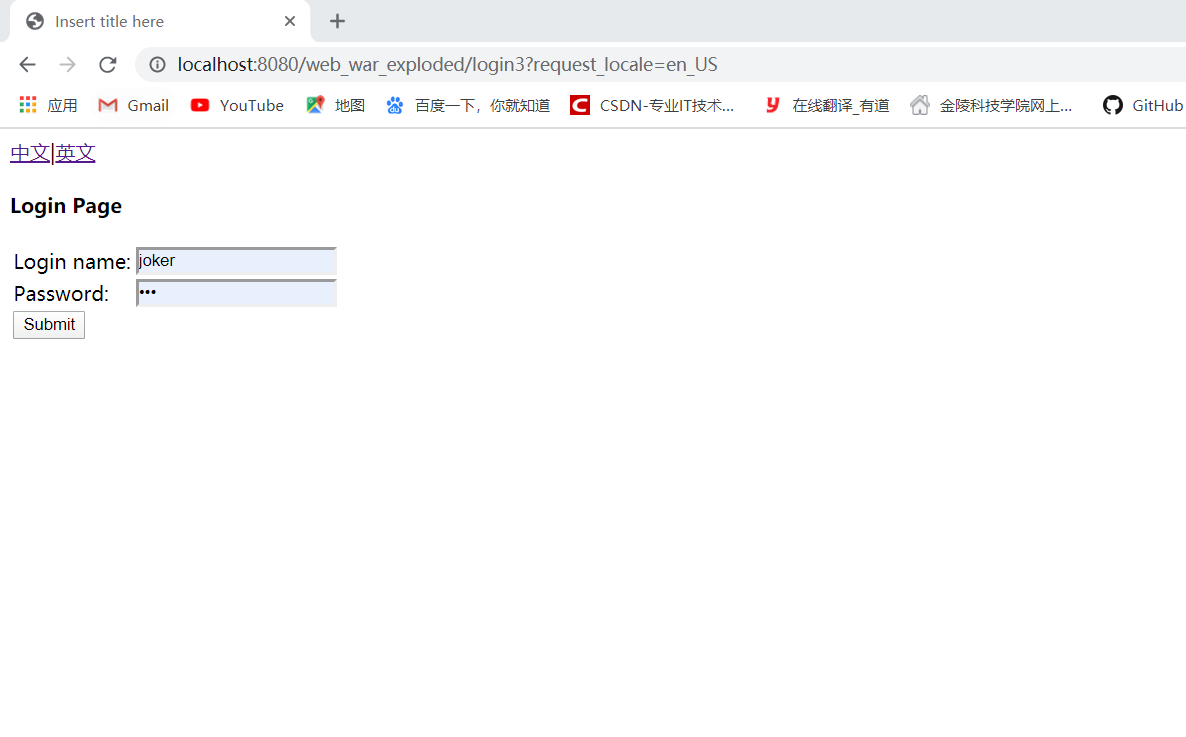 Insert title here
localhost:8080/web_war_exploded/login3?request_locale=en_US
应用 Gmail YouTube 地图 百度一下，你就知道 CSDN-专业IT技术... 在线翻译_有道 金陵科技学院网上... GitHub
中文|英文
Login Page
Login name: joker
Password: •••
Submit